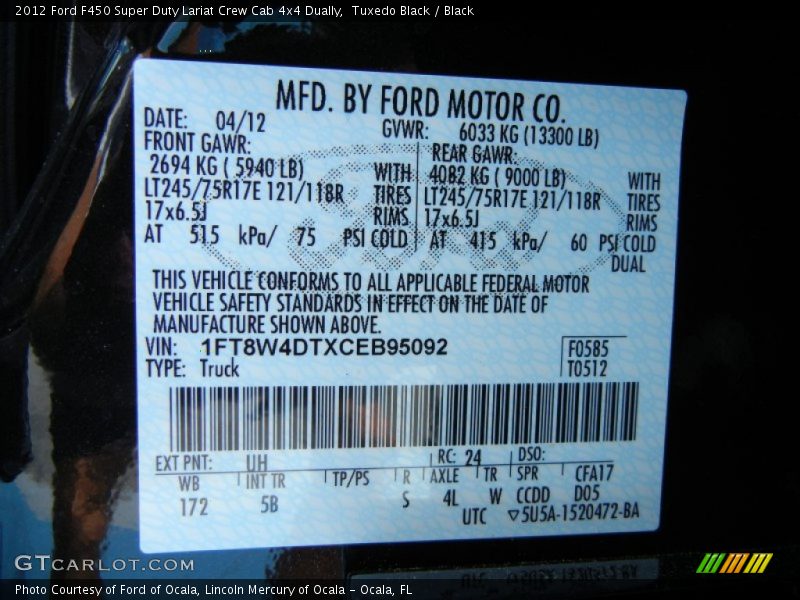 2012 Ford F450 Super Duty Lariat Crew Cab 4x4 Dually, Tuxedo Black / Black
MFD. BY FORD MOTOR CO.
DATE: 04/12 GVWR: 6033 KG (13300 LB)
FRONT GAWR: REAR GAWR:
2694 KG ( 5940 LB) WITH 4082 KG ( 9000 LB) WITH
LT245/75R17E 121/118R TIRES LT245/75R17E 121/118R TIRES
17x6.5J RIMS 17x6.5J RIMS
AT 515 kPa/ 75 PSI COLD AT 415 kPa/ 60 PSI COLD
DUAL
THIS VEHICLE CONFORMS TO ALL APPLICABLE FEDERAL MOTOR
VEHICLE SAFETY STANDARDS IN EFFECT ON THE DATE OF
MANUFACTURE SHOWN ABOVE.
VIN: 1FT8W4DTXCEB95092 F0585
TYPE: Truck T0512
EXT PNT: UH RC: 24 DSO:
WB INT TR TP/PS R AXLE TR SPR CFA17
172 5B S 4L W CCDD D05
UTC ▽5U5A-1520472-BA
GTCARLOT.COM
Photo Courtesy of Ford of Ocala, Lincoln Mercury of Ocala - Ocala, FL